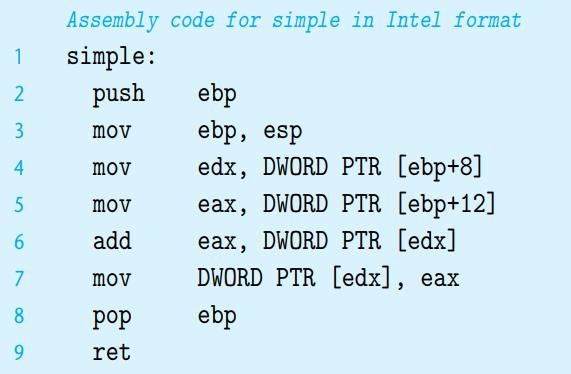 Assembly code for simple in Intel format
1 simple:
2 push ebp
3 mov ebp, esp
4 mov edx, DWORD PTR [ebp+8]
5 mov eax, DWORD PTR [ebp+12]
6 add eax, DWORD PTR [edx]
7 mov DWORD PTR [edx], eax
8 pop ebp
9 ret